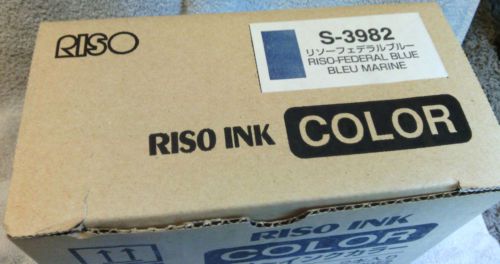 RISO
S-3982
リソーフェデラルブルー
RISO-FEDERAL BLUE
BLEU MARINE
RISO INK COLOR
RISO INK
COLOR